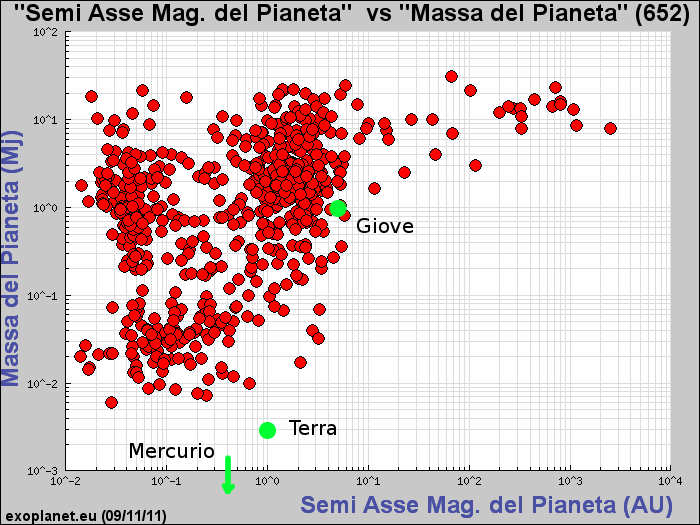 "Semi Asse Mag. del Pianeta" vs "Massa del Pianeta" (652)
Massa del Pianeta (Mj)
10^2
10^1
10^0
10^-1
10^-2
10^-3
Giove
Terra
Mercurio
10^-2
10^-1
10^0
10^1
10^2
10^3
10^4
Semi Asse Mag. del Pianeta (AU)
exoplanet.eu (09/11/11)